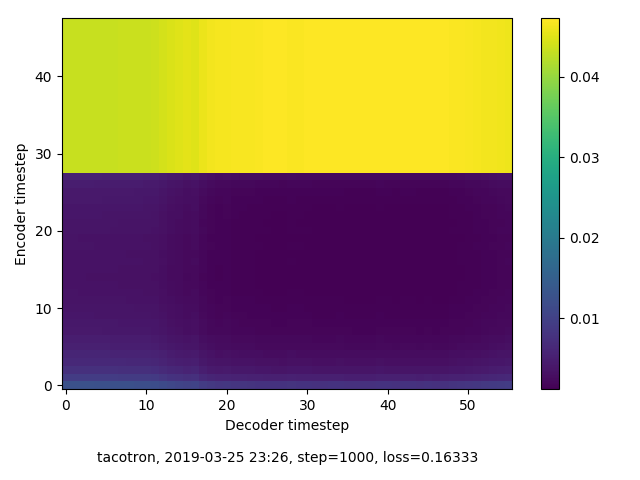 40
30
20
10
0
Encoder timestep
0 10 20 30 40 50
Decoder timestep
0.04
0.03
0.02
0.01
tacotron, 2019-03-25 23:26, step=1000, loss=0.16333